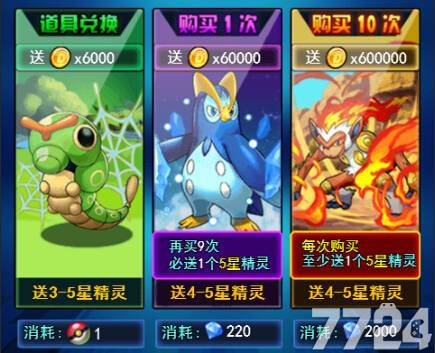 道具兑换
送 x6000
送3-5星精灵
消耗: 1
购买1次
送 x60000
再买9次
必送1个5星精灵
送4-5星精灵
消耗: 220
购买10次
送 x600000
每次购买
至少送1个5星精灵
送4-5星精灵
消耗: 2000
7724